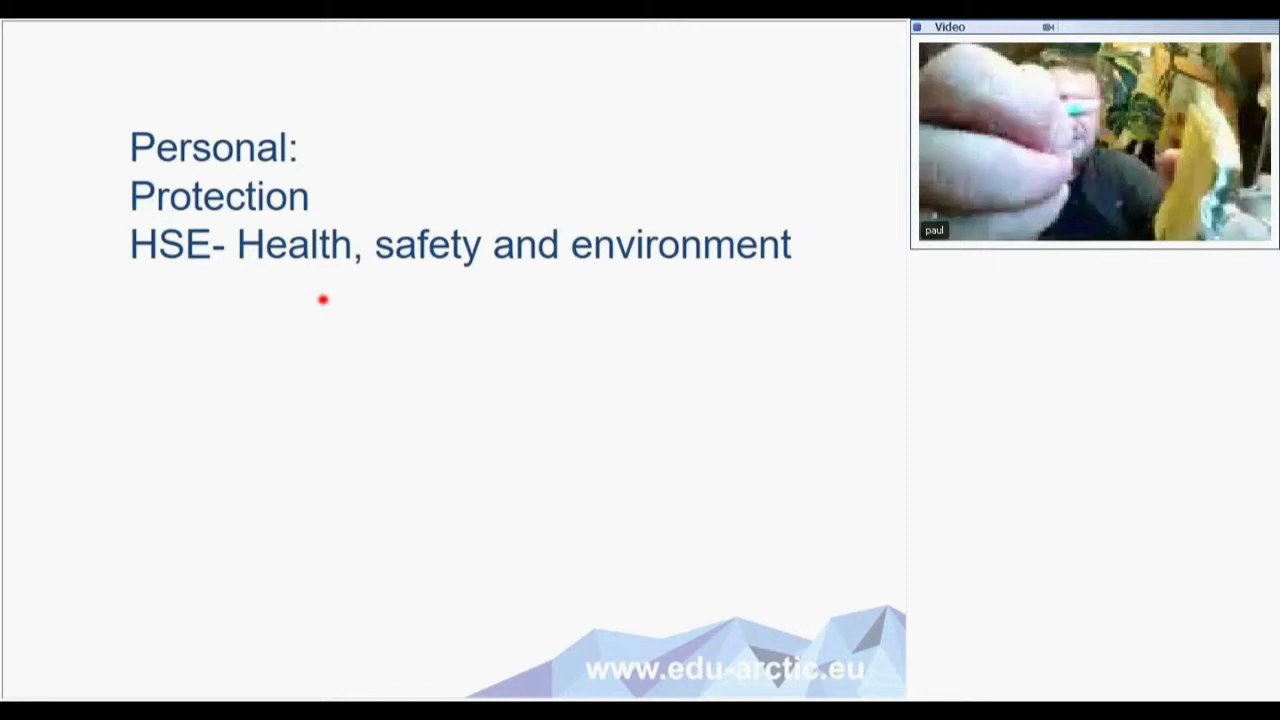 Personal:
Protection
HSE- Health, safety and environment
www.edu-arctic.eu
Video
paul